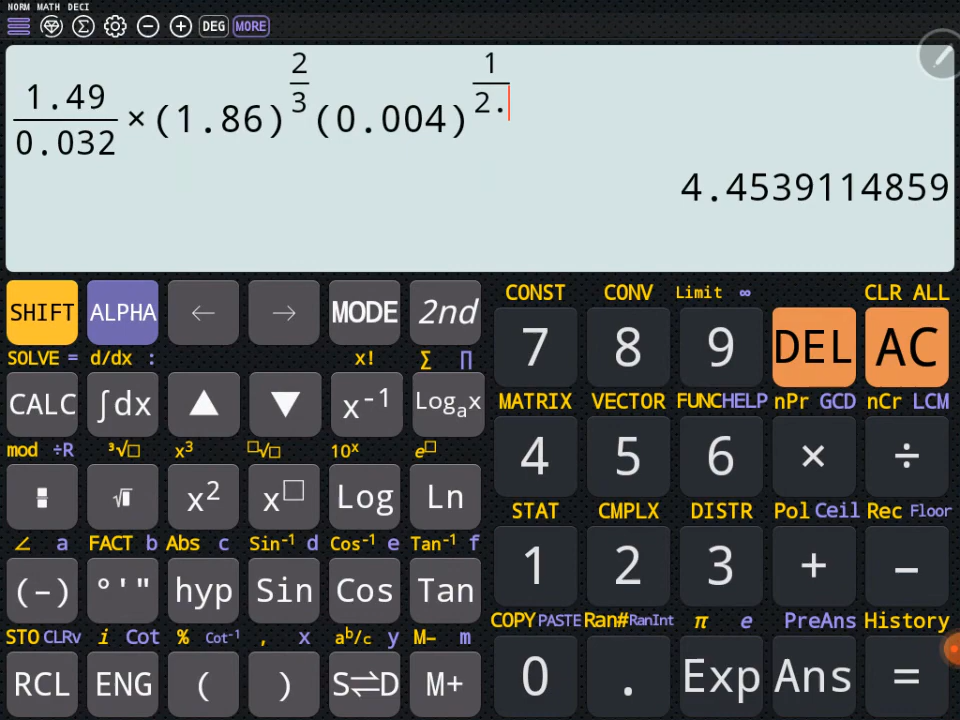 NORM MATH DECI
DEG MORE
1.49/0.032 × (1.86)^(2/3) (0.004)^(1/2.)
4.4539114859
SHIFT ALPHA ← → MODE 2nd
CONST CONV Limit ∞ CLR ALL
7 8 9 DEL AC
SOLVE = d/dx : x! ∑ ∏
CALC ∫dx ▲ ▼ x⁻¹ Logₐx
MATRIX VECTOR FUNC HELP nPr GCD nCr LCM
4 5 6 × ÷
mod ÷R ³√□ x³ □√□ 10ˣ e□
√ x² x□ Log Ln
STAT CMPLX DISTR Pol Ceil Rec Floor
1 2 3 + −
∠ a FACT b Abs c Sin⁻¹ d Cos⁻¹ e Tan⁻¹ f
(−) °'" hyp Sin Cos Tan
COPY PASTE Ran# RanInt π e PreAns History
0 . Exp Ans =
STO CLRv i Cot % Cot⁻¹ , x aᵇ/c y M− m
RCL ENG ( ) S⇌D M+